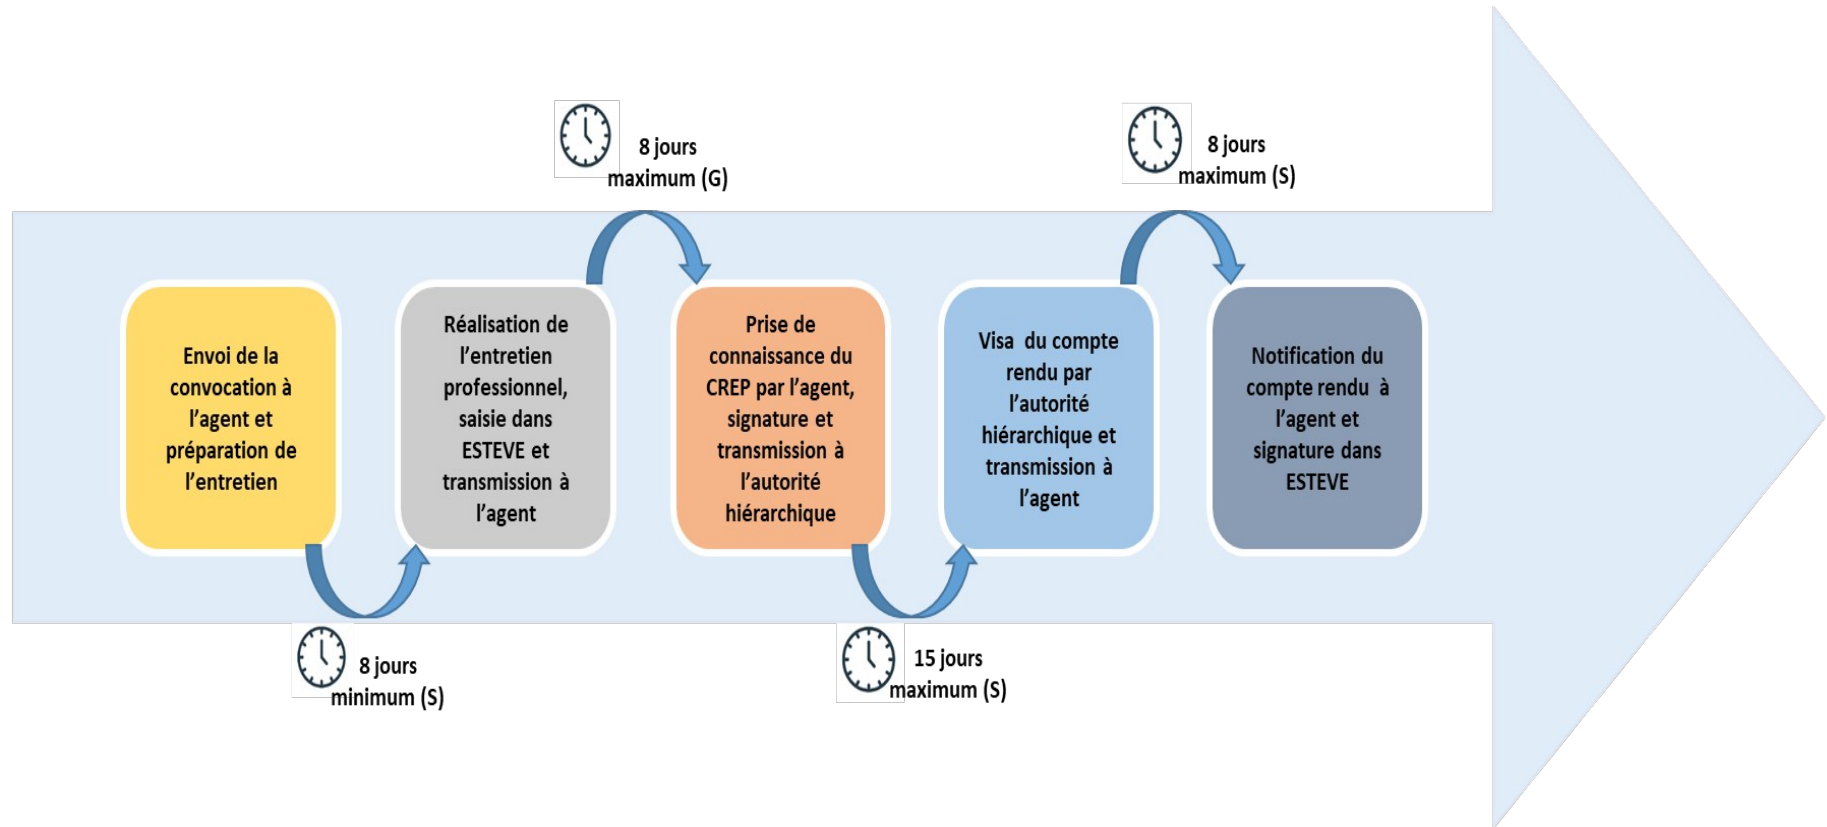 8 jours
maximum (G)
8 jours
maximum (S)
Envoi de la
convocation à
l'agent et
préparation de
l'entretien
Réalisation de
l'entretien
professionnel,
saisie dans
ESTEVE et
transmission à
l'agent
Prise de
connaissance du
CREP par l'agent,
signature et
transmission à
l'autorité
hiérarchique
Visa du compte
rendu par
l'autorité
hiérarchique et
transmission à
l'agent
Notification du
compte rendu à
l'agent et
signature dans
ESTEVE
8 jours
minimum (S)
15 jours
maximum (S)